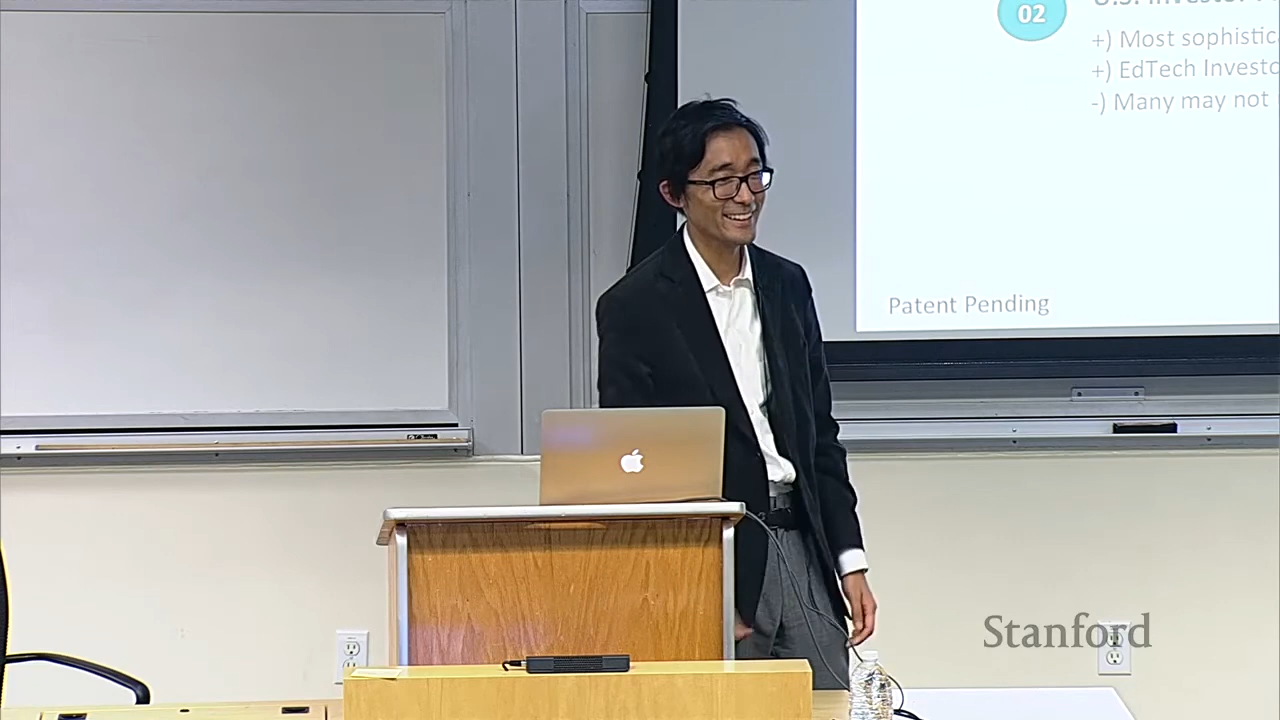 02
+) Most sophistic
+) EdTech Investo
-) Many may not
Patent Pending
Stanford